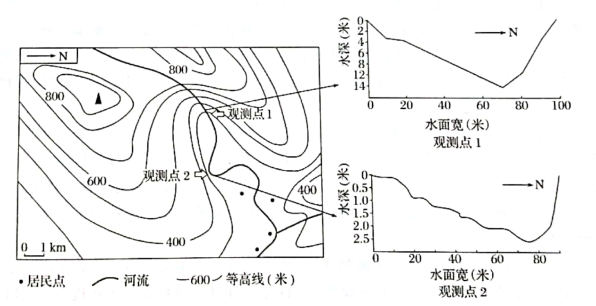 N
800
800
观测点1
600
观测点2
400
400
0 1 km
•居民点 河流 —600 等高线(米)
水深(米)
0
2
4
6
8
10
12
14
N
0 20 40 60 80 100
水面宽(米)
观测点1
水深(米)
0
0.5
1.0
1.5
2.0
2.5
N
0 20 40 60 80
水面宽(米)
观测点2